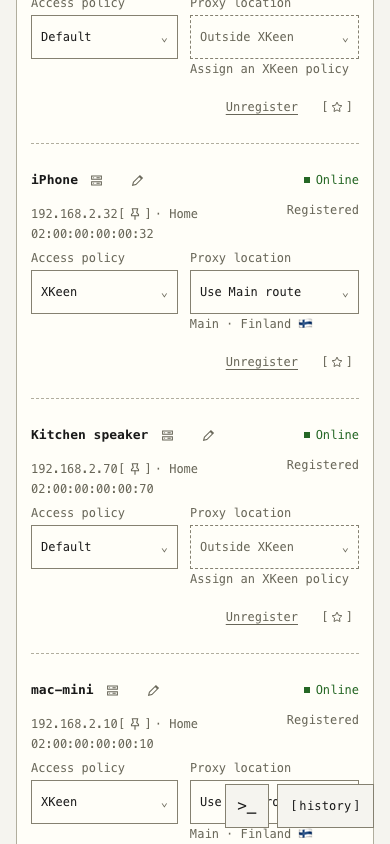 Access policy
Proxy location
Default
Outside XKeen
Assign an XKeen policy
Unregister
[☆]
iPhone
Online
192.168.2.32[ ]· Home
Registered
02:00:00:00:00:32
Access policy
Proxy location
XKeen
Use Main route
Main · Finland 🇫🇮
Unregister
[☆]
Kitchen speaker
Online
192.168.2.70[ ]· Home
Registered
02:00:00:00:00:70
Access policy
Proxy location
Default
Outside XKeen
Assign an XKeen policy
Unregister
[☆]
mac-mini
Online
192.168.2.10[ ]· Home
Registered
02:00:00:00:00:10
Access policy
Proxy location
XKeen
Use
>_
[history]
Main · Finland 🇫🇮